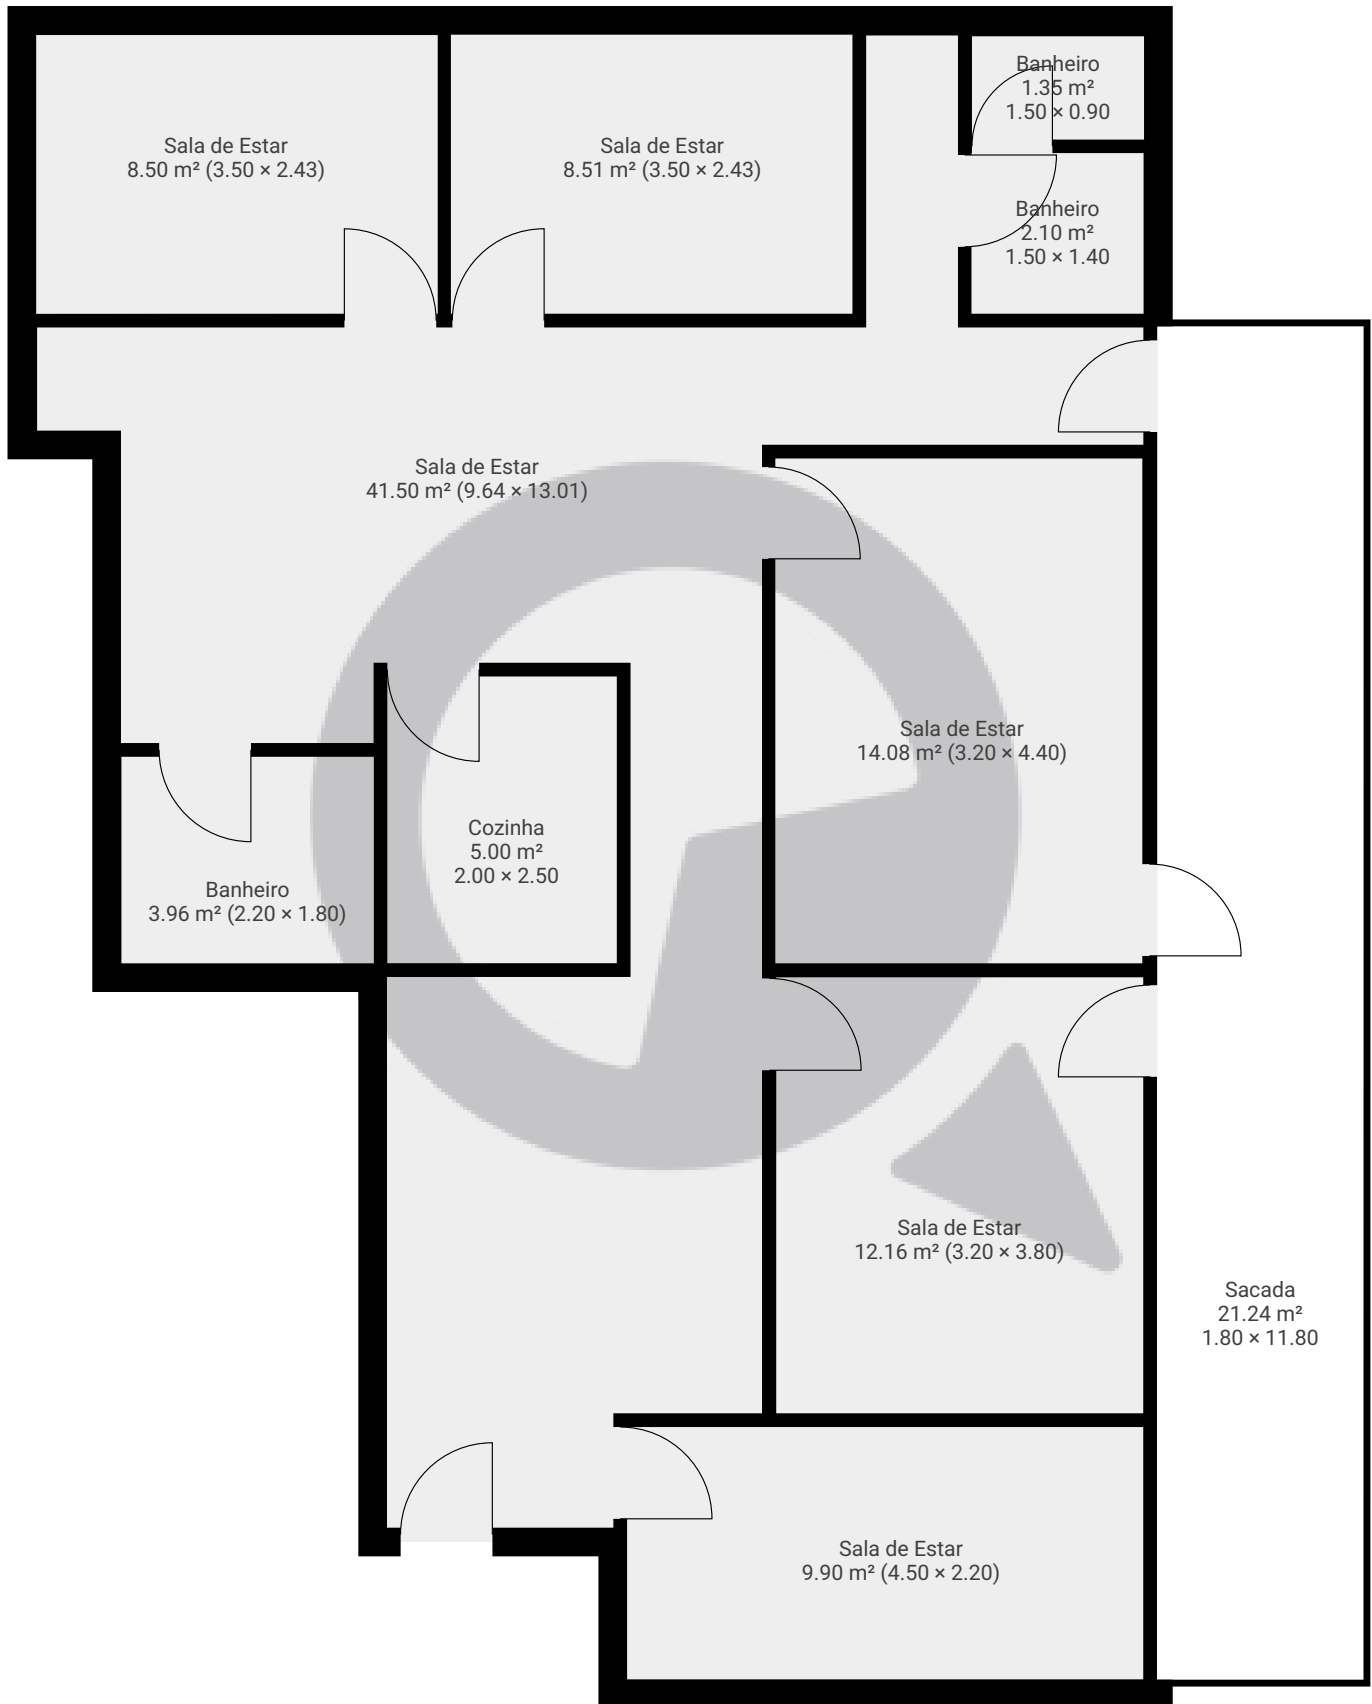 Banheiro
1.35 m²
1.50 × 0.90
Sala de Estar
8.50 m² (3.50 × 2.43)
Sala de Estar
8.51 m² (3.50 × 2.43)
Banheiro
2.10 m²
1.50 × 1.40
Sala de Estar
41.50 m² (9.64 × 13.01)
Sala de Estar
14.08 m² (3.20 × 4.40)
Cozinha
5.00 m²
2.00 × 2.50
Banheiro
3.96 m² (2.20 × 1.80)
Sala de Estar
12.16 m² (3.20 × 3.80)
Sacada
21.24 m²
1.80 × 11.80
Sala de Estar
9.90 m² (4.50 × 2.20)